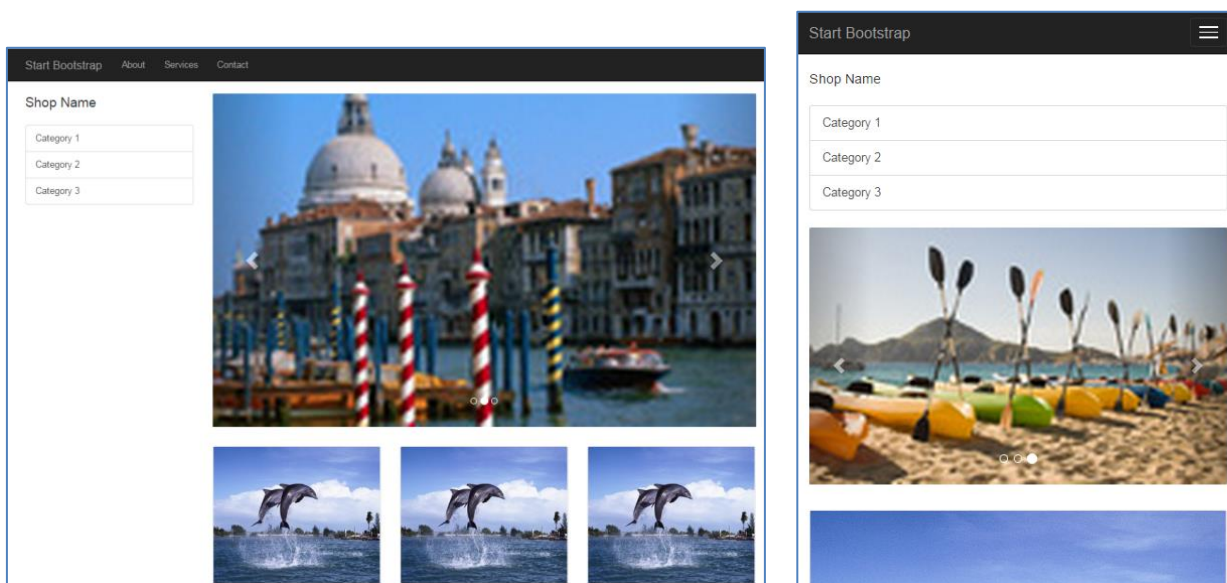 Start Bootstrap About Services Contact
Shop Name
Category 1
Category 2
Category 3
Start Bootstrap
Shop Name
Category 1
Category 2
Category 3